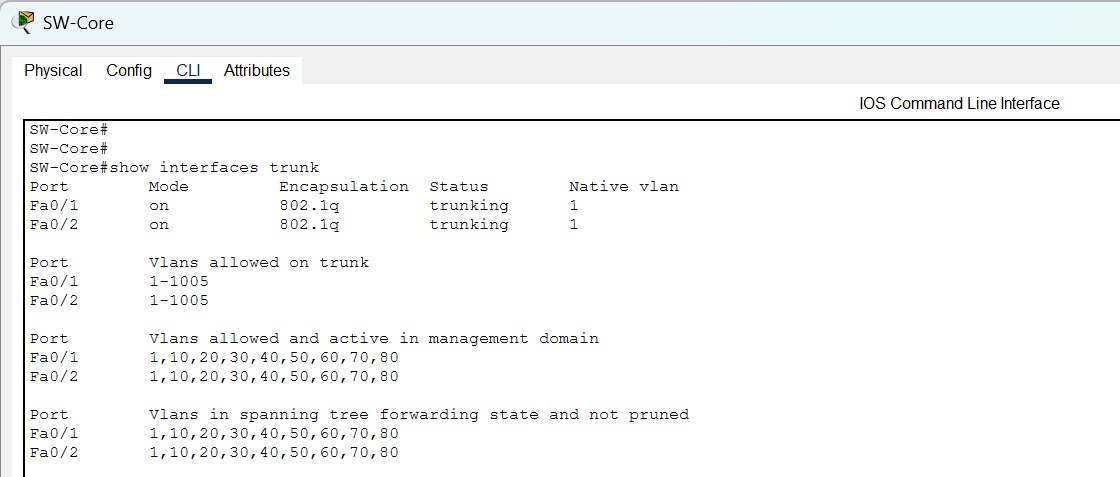 SW-Core
Physical Config CLI Attributes
IOS Command Line Interface
SW-Core#
SW-Core#
SW-Core#show interfaces trunk
Port        Mode         Encapsulation  Status        Native vlan
Fa0/1       on           802.1q         trunking      1
Fa0/2       on           802.1q         trunking      1

Port        Vlans allowed on trunk
Fa0/1       1-1005
Fa0/2       1-1005

Port        Vlans allowed and active in management domain
Fa0/1       1,10,20,30,40,50,60,70,80
Fa0/2       1,10,20,30,40,50,60,70,80

Port        Vlans in spanning tree forwarding state and not pruned
Fa0/1       1,10,20,30,40,50,60,70,80
Fa0/2       1,10,20,30,40,50,60,70,80